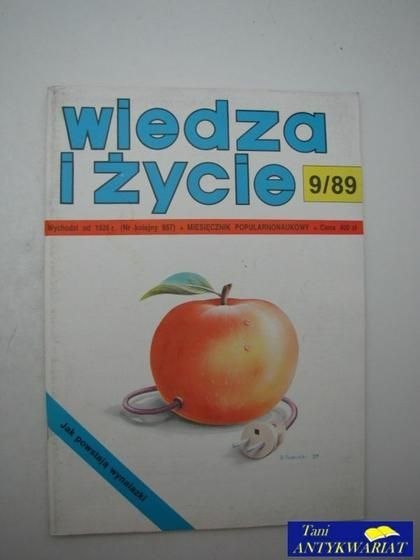 wiedza
i życie
9/89
Wychodzi od 1926 r. (Nr kolejny 657) • MIESIĘCZNIK POPULARNONAUKOWY • Cena 400 zł
Jak powstają wynalazki
89
Tani
ANTYKWARIAT